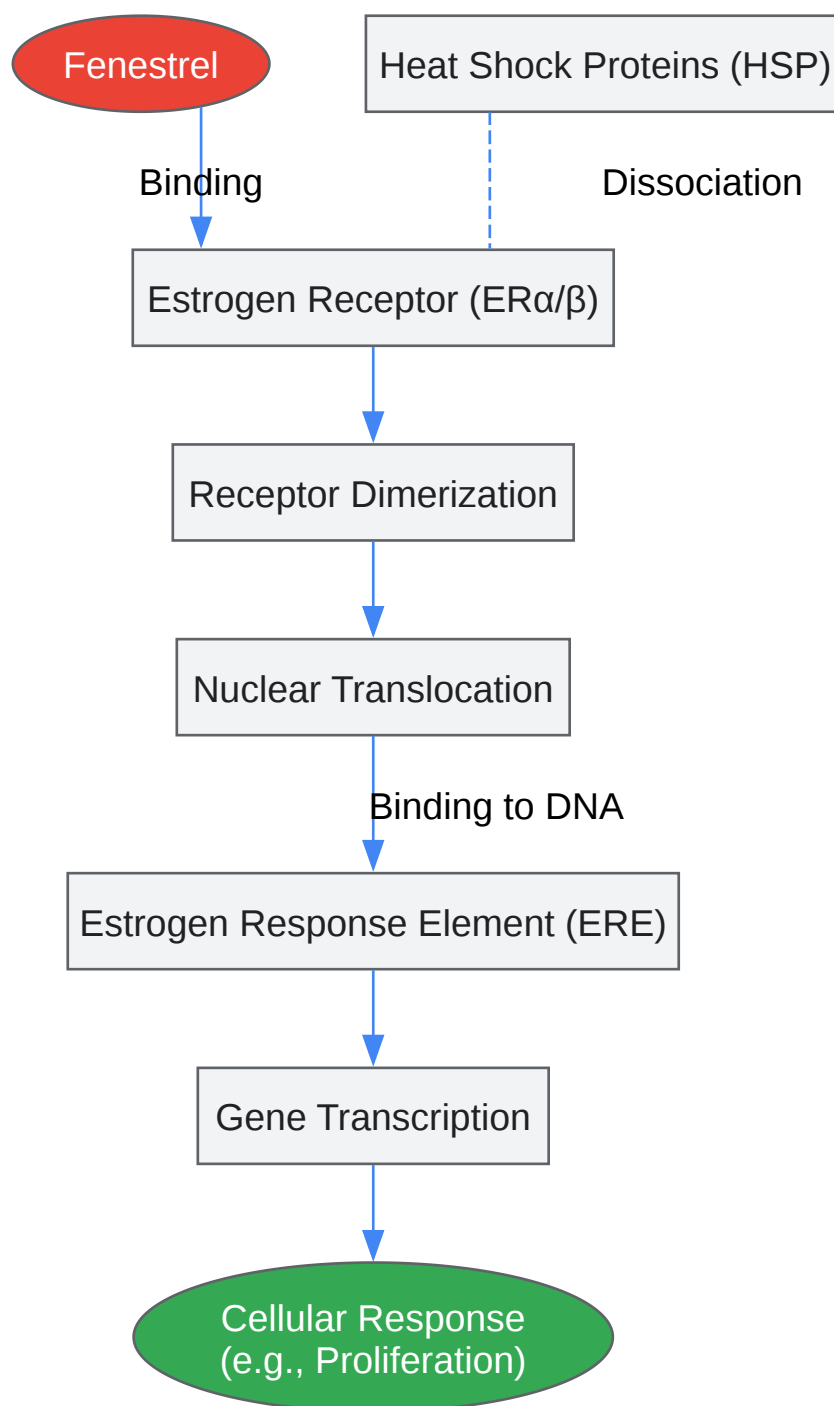 Fenestrel
Heat Shock Proteins (HSP)
Binding
Dissociation
Estrogen Receptor (ERα/β)
Receptor Dimerization
Nuclear Translocation
Binding to DNA
Estrogen Response Element (ERE)
Gene Transcription
Cellular Response
(e.g., Proliferation)